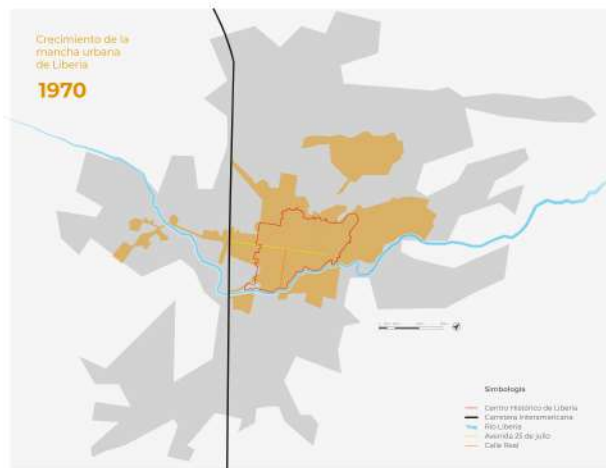 Crecimiento de la
mancha urbana
de Liberia
1970
Simbología
Centro Histórico de Liberia
Carretera Interamericana
Río Liberia
Avenida 25 de julio
Calle Real